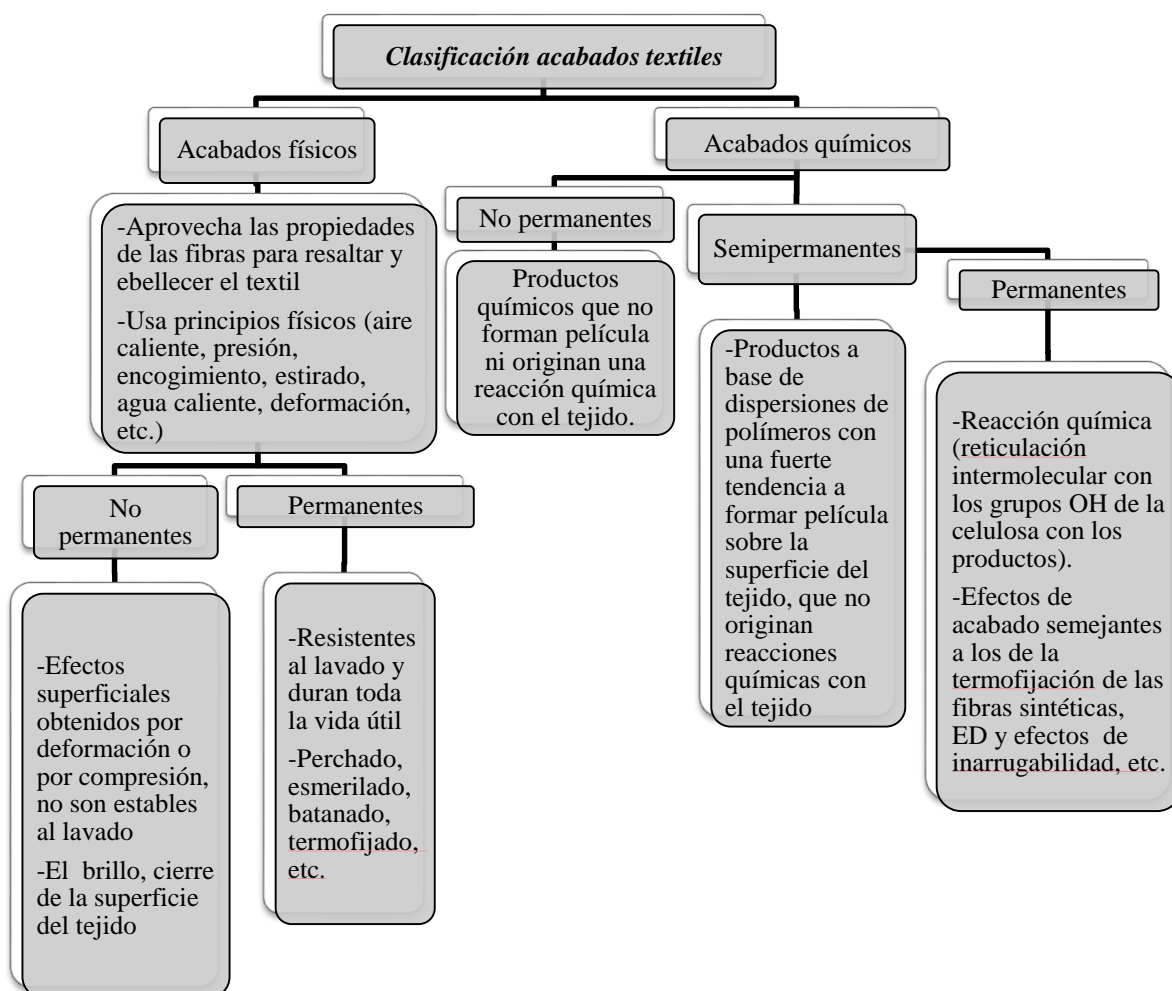 Clasificación acabados textiles
Acabados físicos
-Aprovecha las propiedades
de las fibras para resaltar y
ebellecer el textil
-Usa principios físicos (aire
caliente, presión,
encogimiento, estirado,
agua caliente, deformación,
etc.)
No
permanentes
-Efectos
superficiales
obtenidos por
deformación o
por compresión,
no son estables
al lavado
-El brillo, cierre
de la superficie
del tejido
Permanentes
-Resistentes
al lavado y
duran toda
la vida útil
-Perchado,
esmerilado,
batanado,
termofijado,
etc.
Acabados químicos
No permanentes
Productos
químicos que no
forman película
ni originan una
reacción química
con el tejido.
Semipermanentes
-Productos a
base de
dispersiones de
polímeros con
una fuerte
tendencia a
formar película
sobre la
superficie del
tejido, que no
originan
reacciones
químicas con
el tejido
Permanentes
-Reacción química
(reticulación
intermolecular con
los grupos OH de la
celulosa con los
productos).
-Efectos de
acabado semejantes
a los de la
termofijación de las
fibras sintéticas,
ED y efectos de
inarrugabilidad, etc.